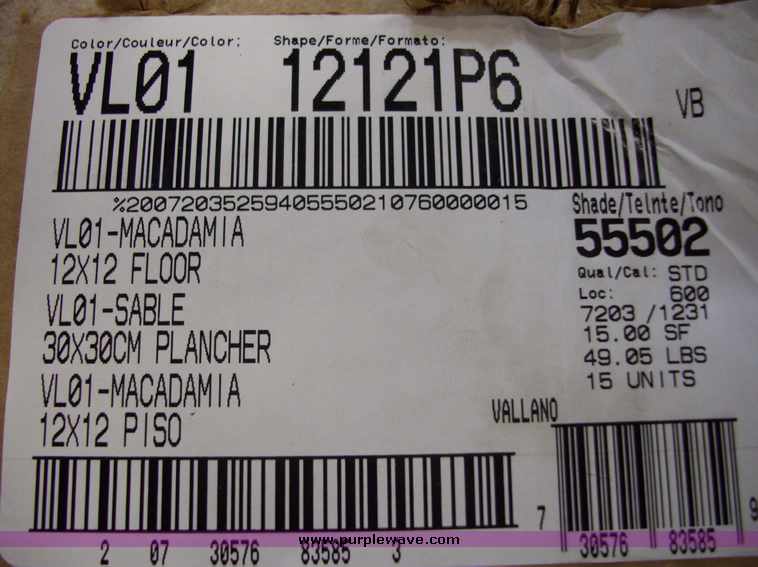 Color/Couleur/Color: Shape/Forme/Formato:
VL01 12121P6
VB
%2007203525940555021076000015
Shade/Teinte/Tono
VL01-MACADAMIA
55502
12X12 FLOOR
Qual/Cal: STD
Loc: 600
VL01-SABLE
7203 /1231
30X30CM PLANCHER
15.00 SF
49.05 LBS
VL01-MACADAMIA
15 UNITS
12X12 PISO
VALLANO
2 07 30576 83585 3
7 30576 83585 9
www.purplewave.com